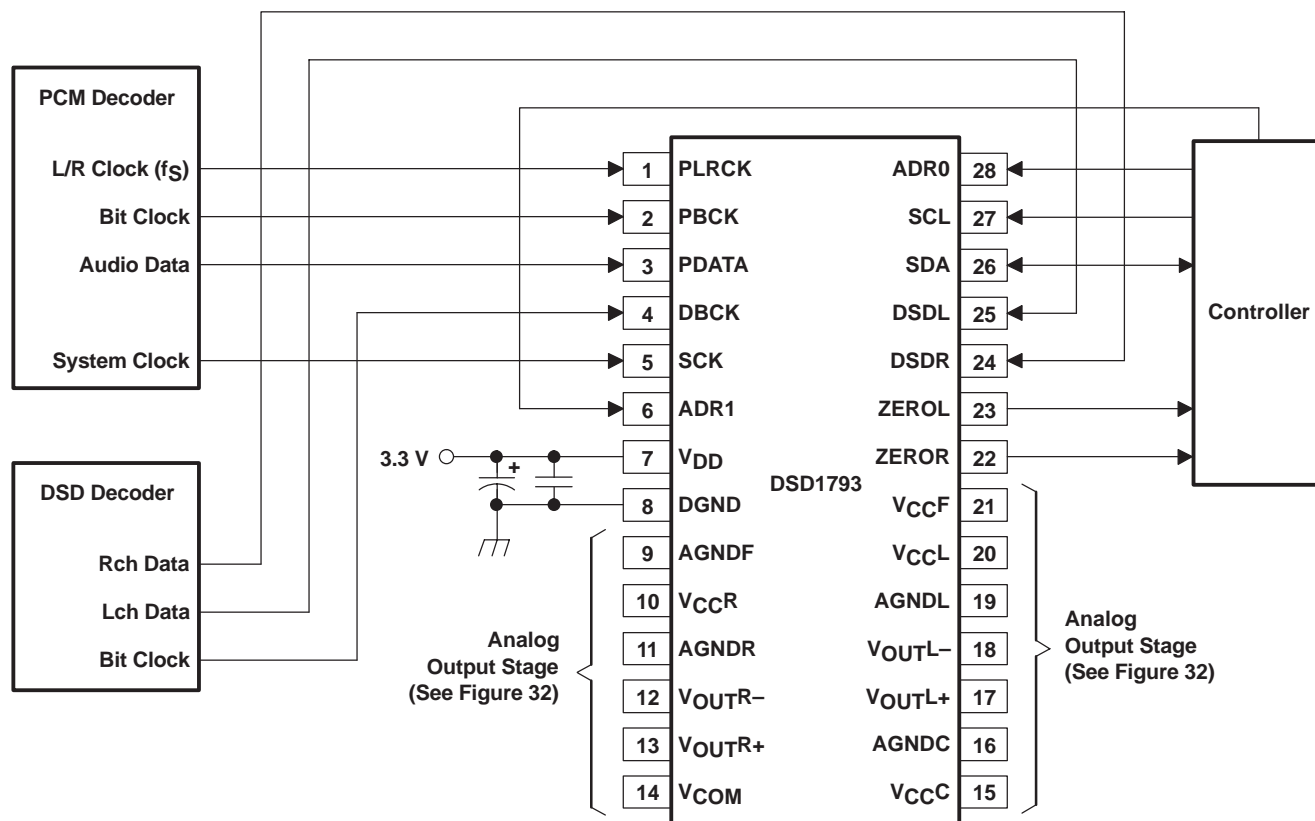 PCM Decoder
L/R Clock (fS)
Bit Clock
Audio Data
System Clock
DSD Decoder
Rch Data
Lch Data
Bit Clock
3.3 V
+
Analog
Output Stage
(See Figure 32)
1 PLRCK
2 PBCK
3 PDATA
4 DBCK
5 SCK
6 ADR1
7 VDD
8 DGND
9 AGNDF
10 VCCR
11 AGNDR
12 VOUTR–
13 VOUTR+
14 VCOM
DSD1793
ADR0 28
SCL 27
SDA 26
DSDL 25
DSDR 24
ZEROL 23
ZEROR 22
VCCF 21
VCCL 20
AGNDL 19
VOUTL– 18
VOUTL+ 17
AGNDC 16
VCCC 15
Controller
Analog
Output Stage
(See Figure 32)